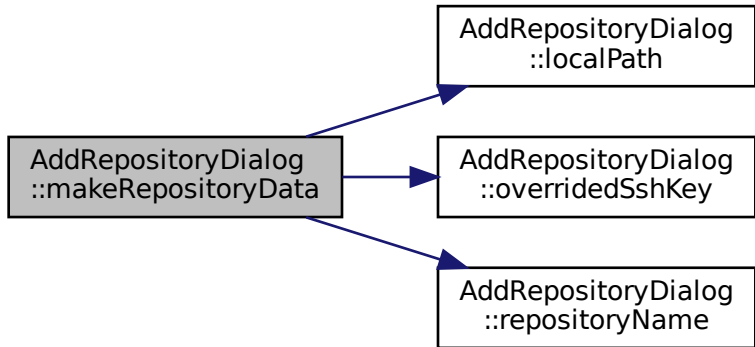 AddRepositoryDialog
::makeRepositoryData
AddRepositoryDialog
::localPath
AddRepositoryDialog
::overridedSshKey
AddRepositoryDialog
::repositoryName